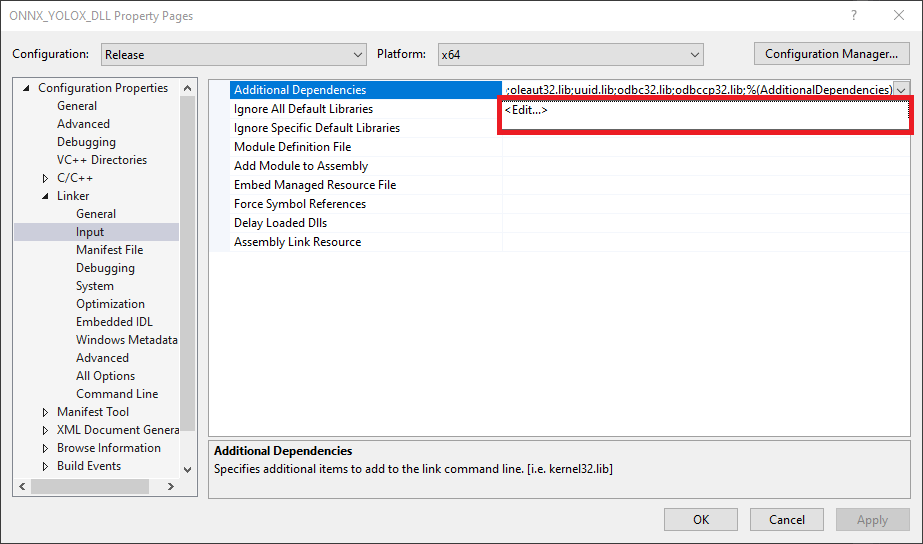 ONNX_YOLOX_DLL Property Pages
?
Configuration: Release Platform: x64 Configuration Manager...
Configuration Properties
General
Advanced
Debugging
VC++ Directories
C/C++
Linker
General
Input
Manifest File
Debugging
System
Optimization
Embedded IDL
Windows Metadata
Advanced
All Options
Command Line
Manifest Tool
XML Document Genera
Browse Information
Build Events
Additional Dependencies ;oleaut32.lib;uuid.lib;odbc32.lib;odbccp32.lib;%(AdditionalDependencies)
Ignore All Default Libraries <Edit...>
Ignore Specific Default Libraries
Module Definition File
Add Module to Assembly
Embed Managed Resource File
Force Symbol References
Delay Loaded Dlls
Assembly Link Resource
Additional Dependencies
Specifies additional items to add to the link command line. [i.e. kernel32.lib]
OK Cancel Apply